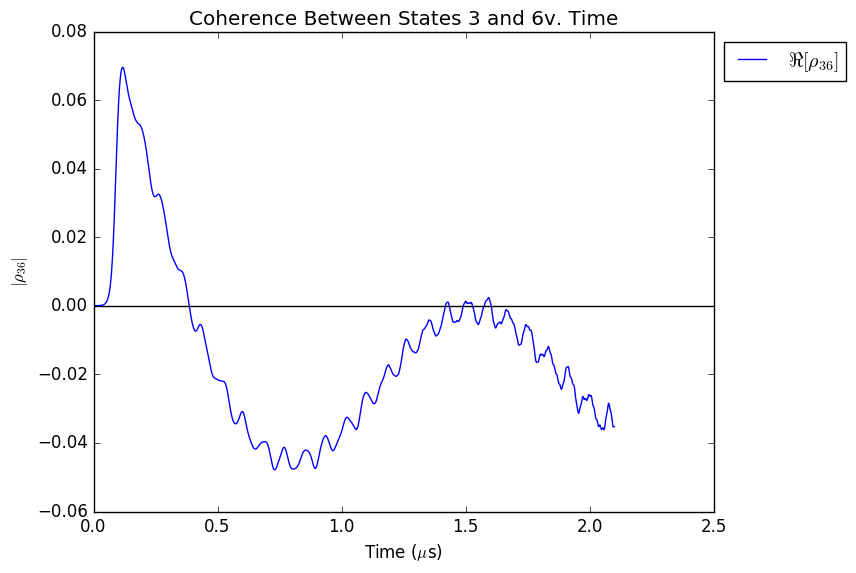 Coherence Between States 3 and 6v. Time
ℜ[ρ36]
0.08
0.06
0.04
0.02
0.00
−0.02
−0.04
−0.06
|ρ36|
0.0 0.5 1.0 1.5 2.0 2.5
Time (μs)